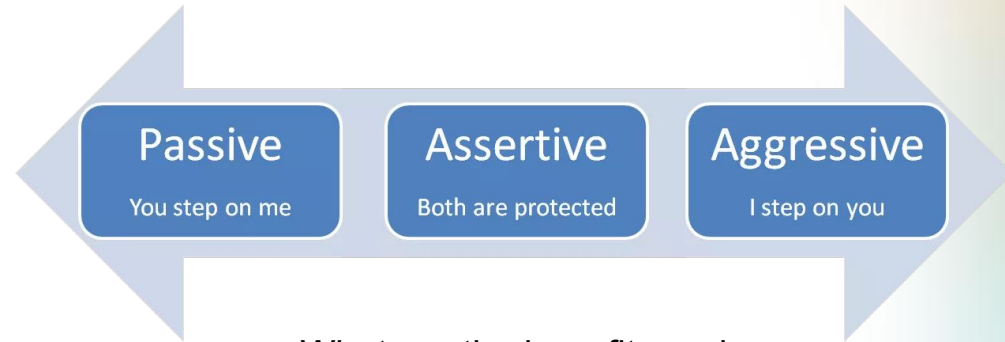 Passive
You step on me
Assertive
Both are protected
Aggressive
I step on you